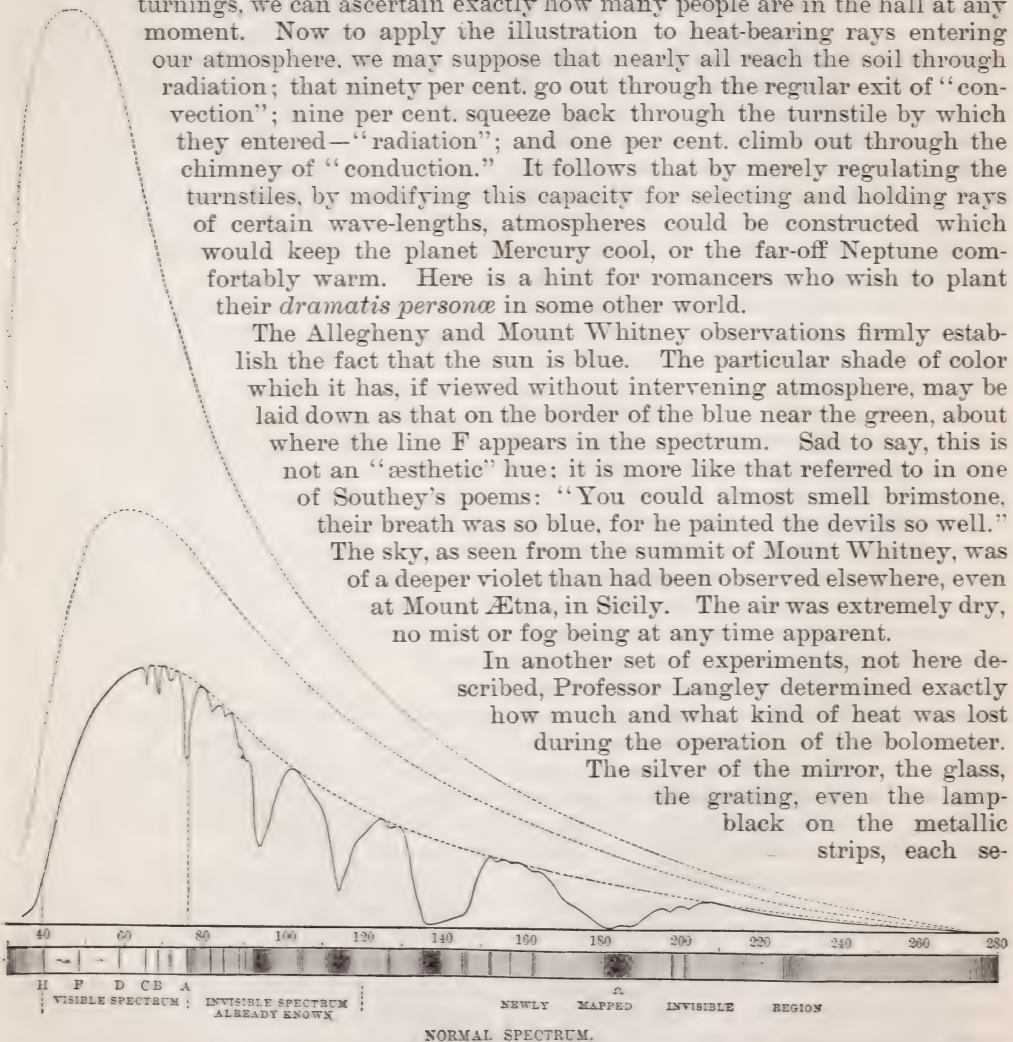 turnings, we can ascertain exactly how many people are in the hall at any
moment. Now to apply the illustration to heat-bearing rays entering
our atmosphere, we may suppose that nearly all reach the soil through
radiation; that ninety per cent. go out through the regular exit of “con-
vection”; nine per cent. squeeze back through the turnstile by which
they entered—“radiation”; and one per cent. climb out through the
chimney of “conduction.” It follows that by merely regulating the
turnstiles, by modifying this capacity for selecting and holding rays
of certain wave-lengths, atmospheres could be constructed which
would keep the planet Mercury cool, or the far-off Neptune com-
fortably warm. Here is a hint for romancers who wish to plant
their dramatis personæ in some other world.
The Allegheny and Mount Whitney observations firmly estab-
lish the fact that the sun is blue. The particular shade of color
which it has, if viewed without intervening atmosphere, may be
laid down as that on the border of the blue near the green, about
where the line F appears in the spectrum. Sad to say, this is
not an “æsthetic” hue; it is more like that referred to in one
of Southey's poems: “You could almost smell brimstone,
their breath was so blue, for he painted the devils so well.”
The sky, as seen from the summit of Mount Whitney, was
of a deeper violet than had been observed elsewhere, even
at Mount Ætna, in Sicily. The air was extremely dry,
no mist or fog being at any time apparent.
In another set of experiments, not here de-
scribed, Professor Langley determined exactly
how much and what kind of heat was lost
during the operation of the bolometer.
The silver of the mirror, the glass,
the grating, even the lamp-
black on the metallic
strips, each se-
40 60 80 100 120 140 160 180 200 220 240 260 280
H F D C B A Ω
VISIBLE SPECTRUM INVISIBLE SPECTRUM NEWLY MAPPED INVISIBLE REGION
ALREADY KNOWN
NORMAL SPECTRUM.